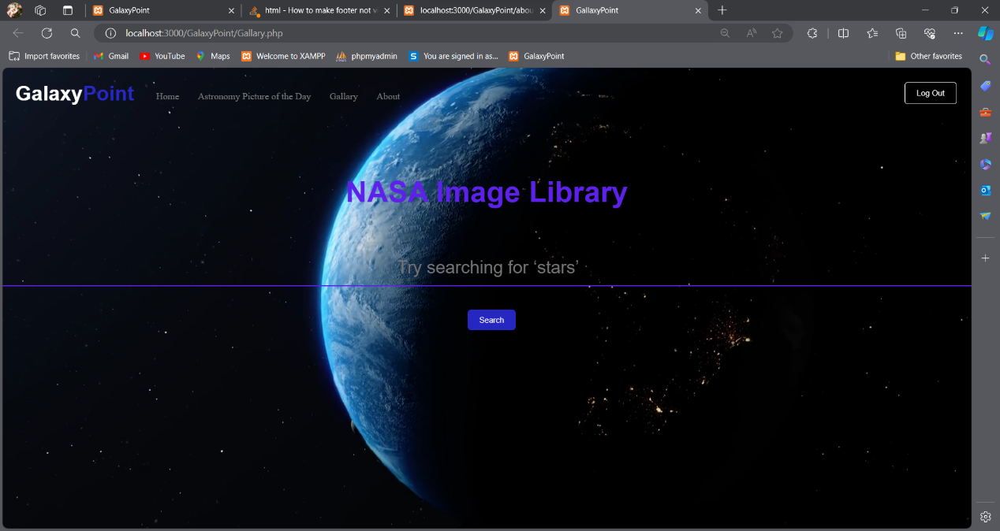 GalaxyPoint
html - How to make footer not vi
localhost:3000/GalaxyPoint/abou
GallaxyPoint
localhost:3000/GalaxyPoint/Gallary.php
Import favorites
Gmail
YouTube
Maps
Welcome to XAMPP
phpmyadmin
You are signed in as...
GalaxyPoint
Other favorites
GalaxyPoint
Home
Astronomy Picture of the Day
Gallary
About
Log Out
NASA Image Library
Try searching for ‘stars’
Search